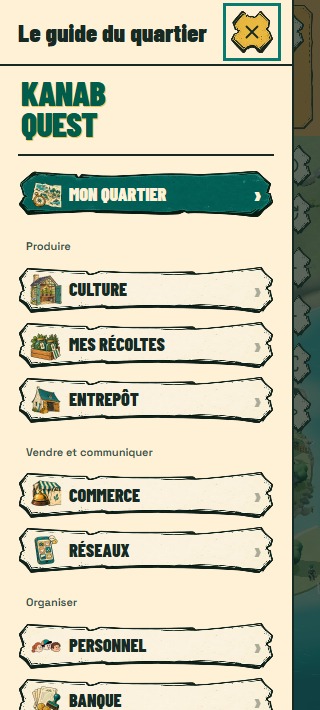 Le guide du quartier
KANAB
QUEST
MON QUARTIER
Produire
CULTURE
MES RÉCOLTES
ENTREPÔT
Vendre et communiquer
COMMERCE
RÉSEAUX
Organiser
PERSONNEL
BANQUE